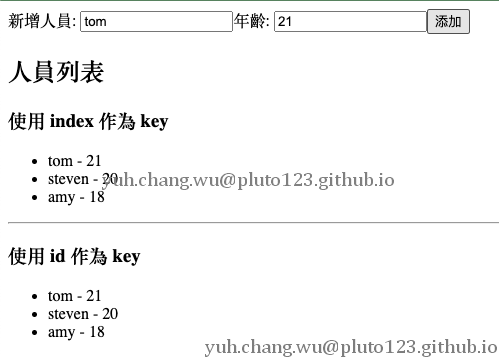 新增人員: tom 年齡: 21 添加
人員列表
使用 index 作為 key
tom - 21
steven - 20
yuh.chang.wu@pluto123.github.io
amy - 18
使用 id 作為 key
tom - 21
steven - 20
amy - 18
yuh.chang.wu@pluto123.github.io